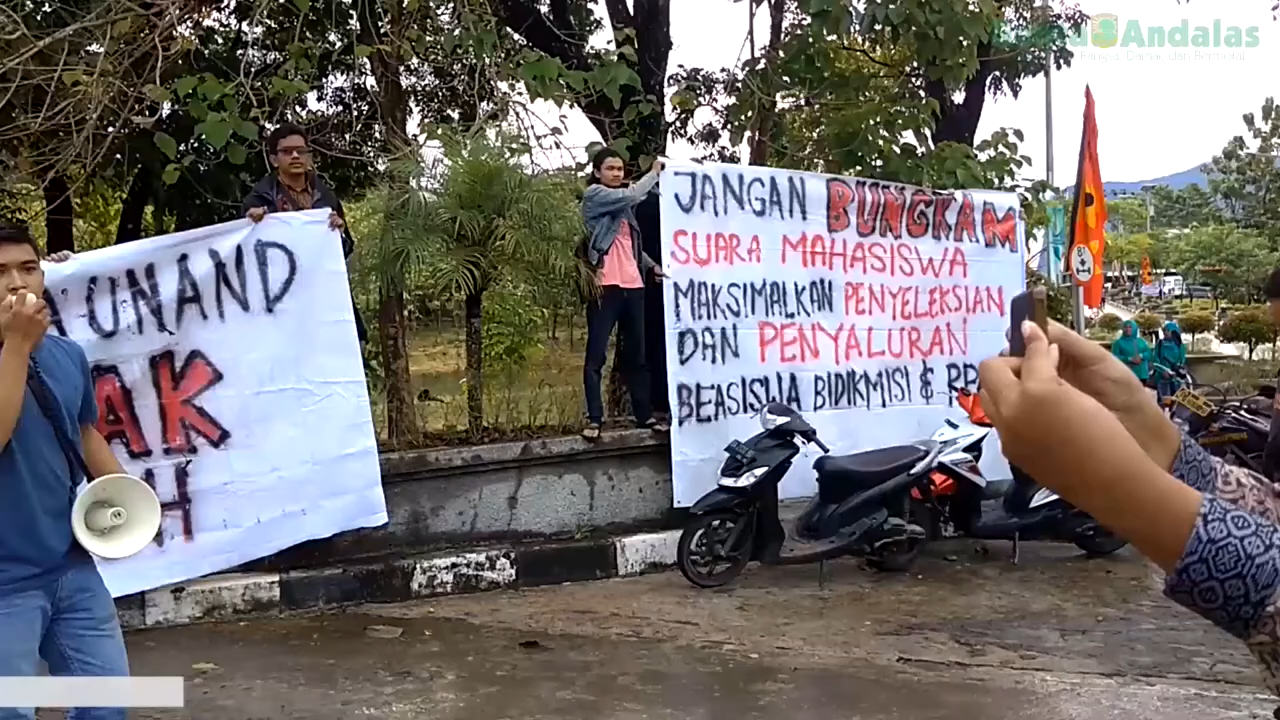 Andalas
UNAND
AK
H
JANGAN BUNGKAM
SUARA MAHASISWA
MAKSIMALKAN PENYELEKSIAN
DAN PENYALURAN
BEASISWA BIDIKMISI &